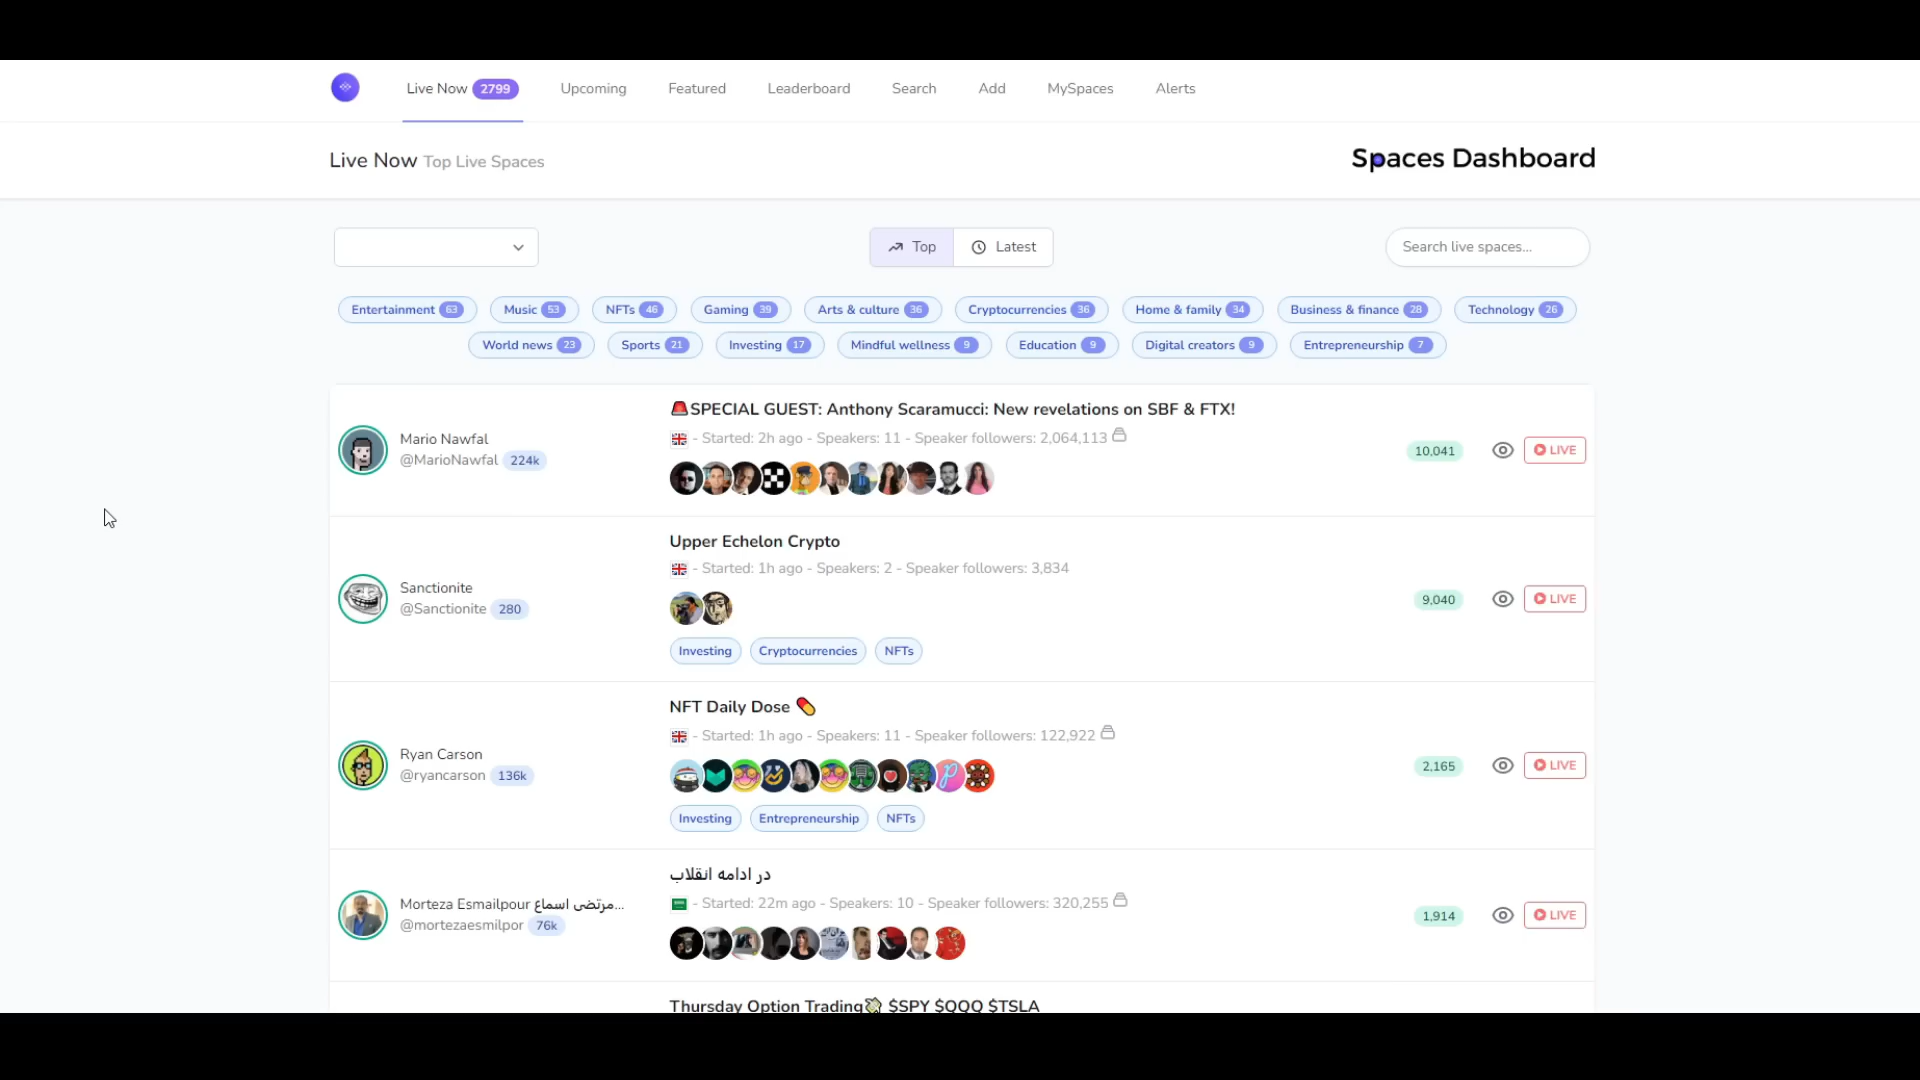 Live Now 2799 Upcoming Featured Leaderboard Search Add MySpaces Alerts
Live Now Top Live Spaces
Spaces Dashboard
Top Latest Search live spaces...
Entertainment 63 Music 53 NFTs 46 Gaming 39 Arts & culture 36 Cryptocurrencies 36 Home & family 34 Business & finance 28 Technology 26
World news 23 Sports 21 Investing 17 Mindful wellness 9 Education 9 Digital creators 9 Entrepreneurship 7
🚨SPECIAL GUEST: Anthony Scaramucci: New revelations on SBF & FTX!
Mario Nawfal
@MarioNawfal 224k
- Started: 2h ago - Speakers: 11 - Speaker followers: 2,064,113
10,041 LIVE
Upper Echelon Crypto
Sanctionite
@Sanctionite 280
- Started: 1h ago - Speakers: 2 - Speaker followers: 3,834
9,040 LIVE
Investing Cryptocurrencies NFTs
NFT Daily Dose 💊
Ryan Carson
@ryancarson 136k
- Started: 1h ago - Speakers: 11 - Speaker followers: 122,922
2,165 LIVE
Investing Entrepreneurship NFTs
در ادامه انقلاب
Morteza Esmailpour مرتضی اسماع...
@mortezaesmilpor 76k
- Started: 22m ago - Speakers: 10 - Speaker followers: 320,255
1,914 LIVE
Thursday Option Trading💸 $SPY $QQQ $TSLA